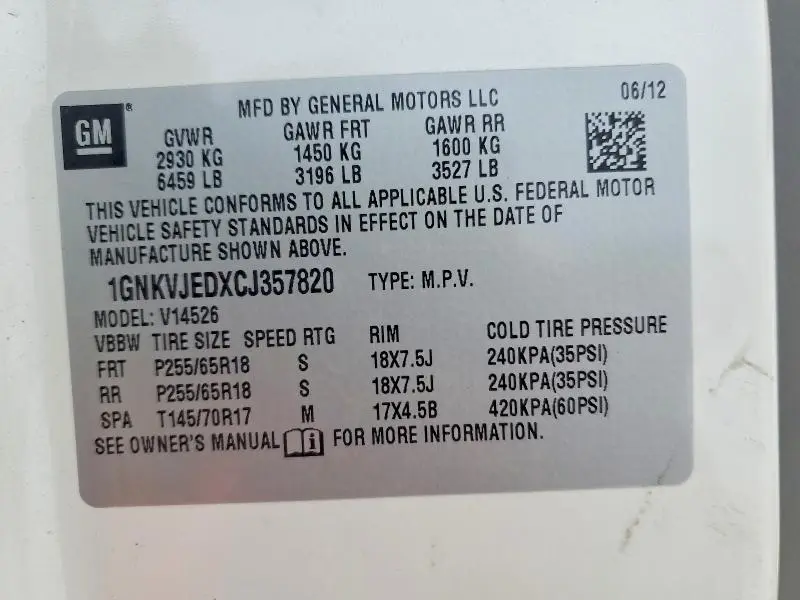 GM ®
MFD BY GENERAL MOTORS LLC 06/12
GVWR GAWR FRT GAWR RR
2930 KG 1450 KG 1600 KG
6459 LB 3196 LB 3527 LB
THIS VEHICLE CONFORMS TO ALL APPLICABLE U.S. FEDERAL MOTOR
VEHICLE SAFETY STANDARDS IN EFFECT ON THE DATE OF
MANUFACTURE SHOWN ABOVE.
1GNKVJEDXCJ357820 TYPE: M.P.V.
MODEL: V14526
VBBW TIRE SIZE SPEED RTG RIM COLD TIRE PRESSURE
FRT P255/65R18 S 18X7.5J 240KPA(35PSI)
RR P255/65R18 S 18X7.5J 240KPA(35PSI)
SPA T145/70R17 M 17X4.5B 420KPA(60PSI)
SEE OWNER'S MANUAL i FOR MORE INFORMATION.